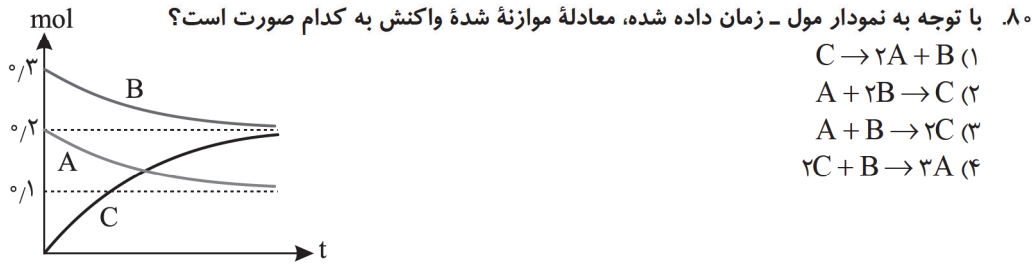 ۸۰. با توجه به نمودار مول ـ زمان داده شده، معادلهٔ موازنهٔ شدهٔ واکنش به کدام صورت است؟
۱) C → ۲A + B
۲) A + ۲B → C
۳) A + B → ۲C
۴) ۲C + B → ۳A
mol
۰/۳
B
۰/۲
A
۰/۱
C
t